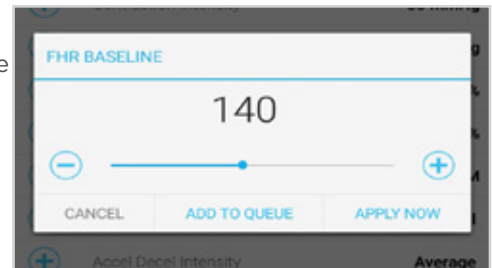 e
FHR BASELINE
140
CANCEL ADD TO QUEUE APPLY NOW
Accel Decel Intensity Average